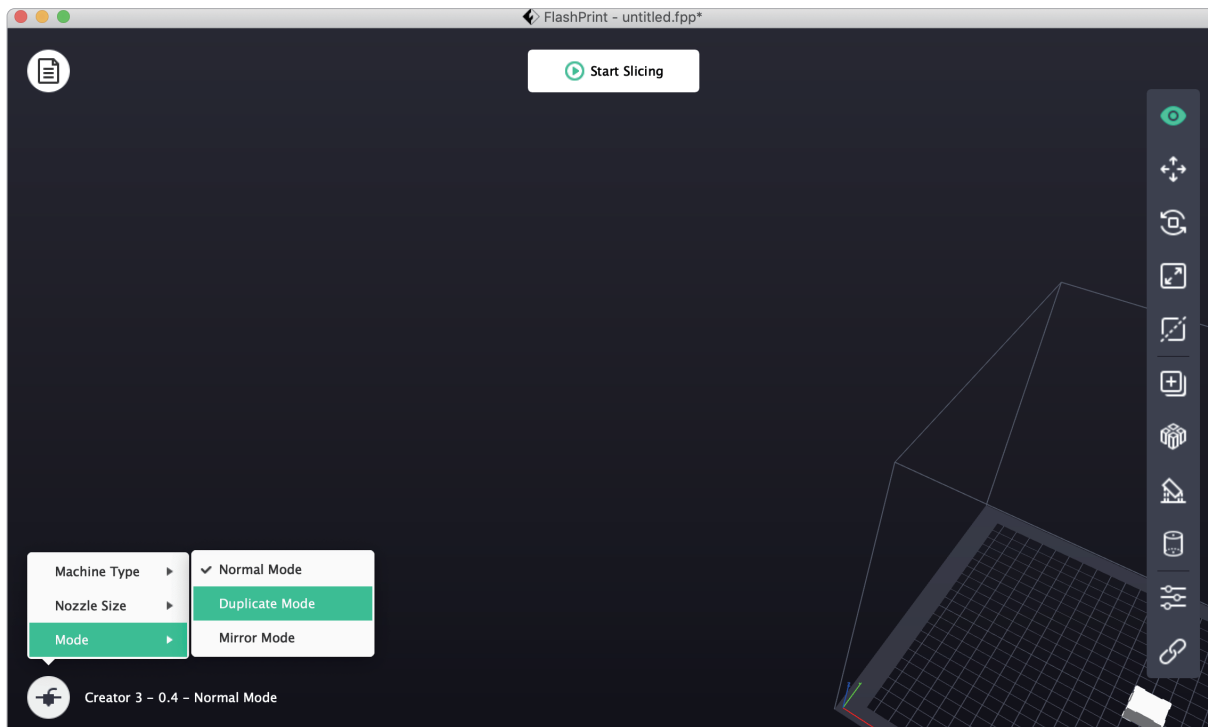 FlashPrint - untitled.fpp*
Start Slicing
Machine Type
Nozzle Size
Mode
Normal Mode
Duplicate Mode
Mirror Mode
Creator 3 – 0.4 – Normal Mode